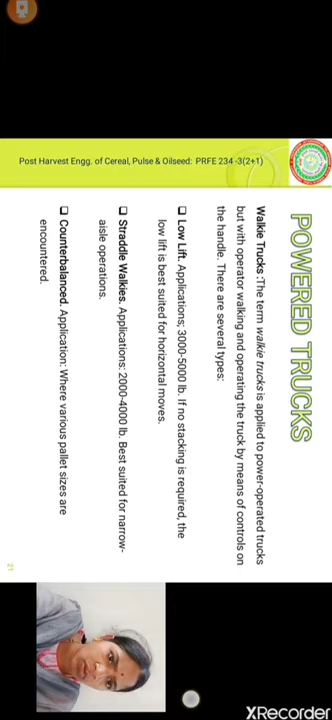 Post Harvest Engg. of Cereal, Pulse & Oilseed: PRFE 234 -3(2+1)
POWERED TRUCKS
Walkie Trucks :The term walkie trucks is applied to power-operated trucks
but with operator walking and operating the truck by means of controls on
the handle. There are several types:
❑ Low Lift. Applications; 3000-5000 lb. If no stacking is required, the
low lift is best suited for horizontal moves.
❑ Straddle Walkies. Applications: 2000-4000 lb. Best suited for narrow-
aisle operations.
❑ Counterbalanced. Application: Where various pallet sizes are
encountered.
21
XRecorder